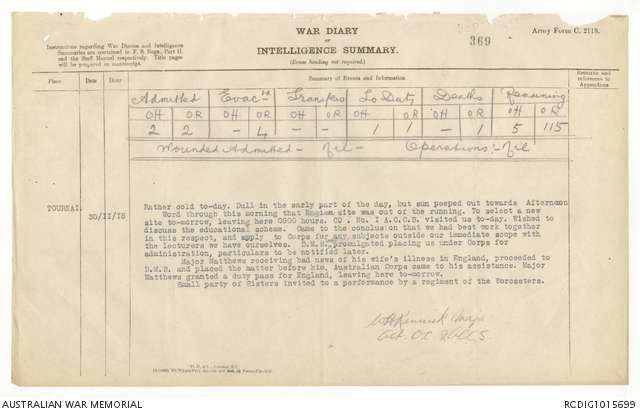 WAR DIARY
OF
INTELLIGENCE SUMMARY.
(Erase heading not required)
Army Form C. 2118.
369
Instructions regarding War Diaries and Intelligence
Summaries are contained in F. S. Regs., Part II
and the Staff Manual respectively. Title pages
will be prepared in manuscript.
Place Date Hour Summary of Events and Information Remarks and references to Appendices
Admitted Evac'd Transfers To Duty Deaths Remaining
Off OR Off OR Off OR Off OR Off OR Off OR
2 2 - 4 - - 1 1 - 1 5 115
Wounded Admitted - Nil - Operations - Nil
TOURNAI.
30/11/18
Rather cold to-day. Dull in the early part of the day, but sun peeped out towards Afternoon
Word through this morning that site was out of the running. To select a new
site to-morrow, leaving here 0800 hours. CO . No. 1 A.C.C.S. visited us to-day. Wished to
discuss the educational scheme. Came to the conclusion that we had best work together
in this respect, and apply to Corps for any subjects outside our immediate scope with
the lecturers we have ourselves. D.M.S. promulgated placing us under Corps for
administration, particulars to be notified later.
Major Matthews receiving bad news of his wife's illness in England, proceeded to
D.M.S. and placed the matter before him, Australian Corps came to his assistance. Major
Matthews granted a duty pass for England, leaving here to-morrow.
Small party of Sisters invited to a performance by a regiment of the Worcesters.
Major
AUSTRALIAN WAR MEMORIAL
RCDIG1015699